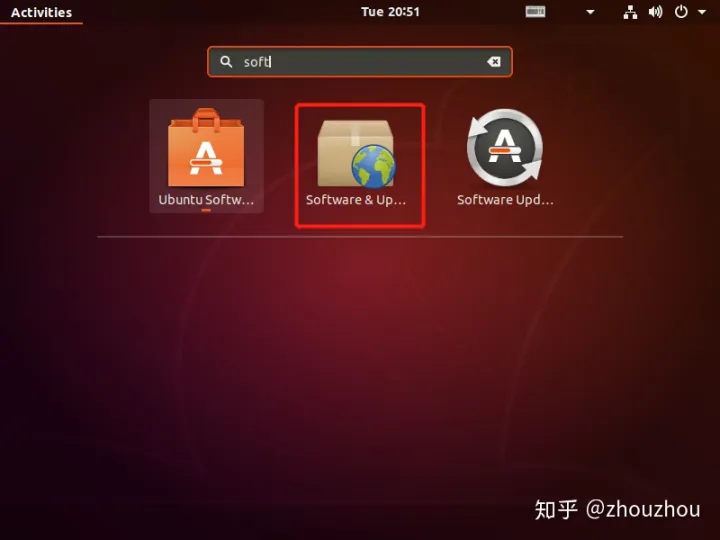 Activities
Tue 20:51
soft
Ubuntu Softw...
Software & Up...
Software Upd...
知乎 @zhouzhou